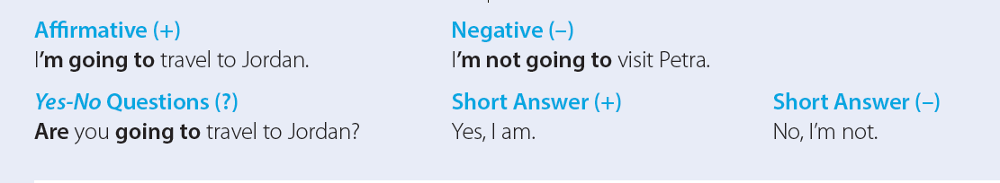 Affirmative (+)
I'm going to travel to Jordan.
Negative (–)
I'm not going to visit Petra.
Yes-No Questions (?)
Are you going to travel to Jordan?
Short Answer (+)
Yes, I am.
Short Answer (–)
No, I'm not.